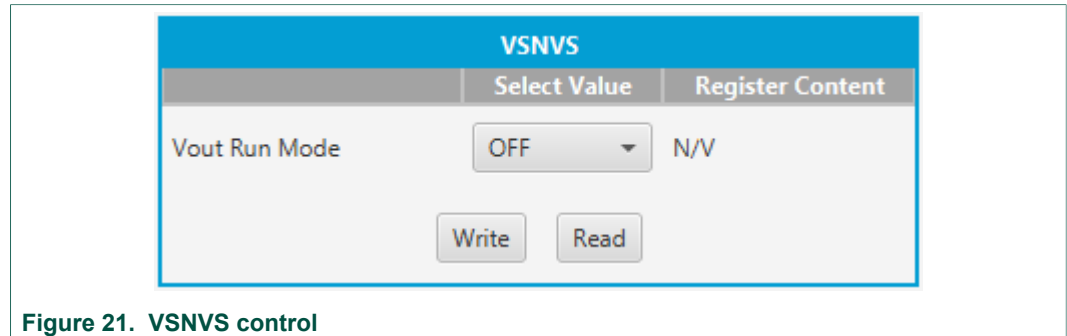 VSNVS
Select Value Register Content
Vout Run Mode OFF N/V
Write Read
Figure 21. VSNVS control